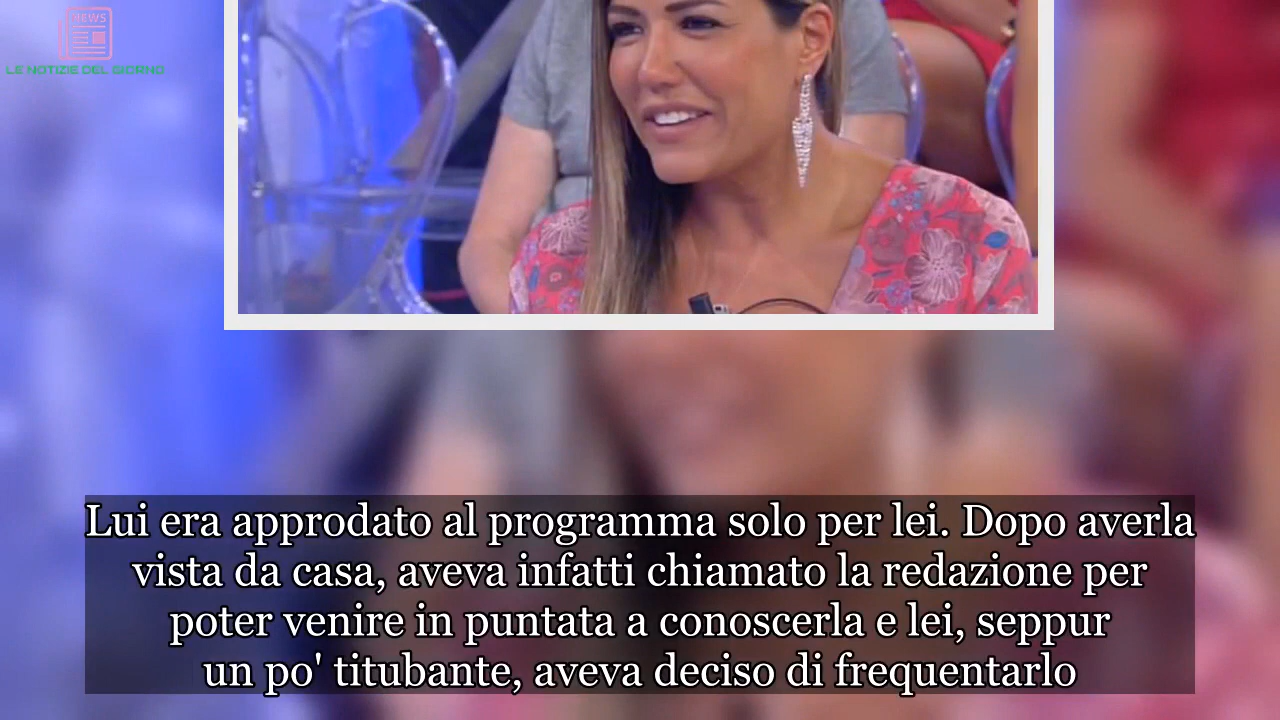 NEWS
LE NOTIZIE DEL GIORNO
Lui era approdato al programma solo per lei. Dopo averla
vista da casa, aveva infatti chiamato la redazione per
poter venire in puntata a conoscerla e lei, seppur
un po' titubante, aveva deciso di frequentarlo